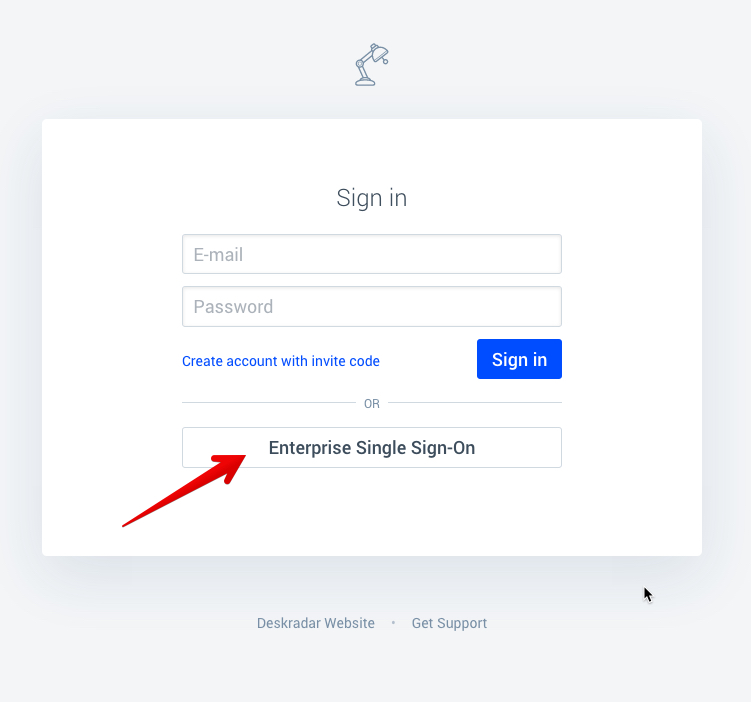 Sign in
E-mail
Password
Create account with invite code
Sign in
OR
Enterprise Single Sign-On
Deskradar Website • Get Support